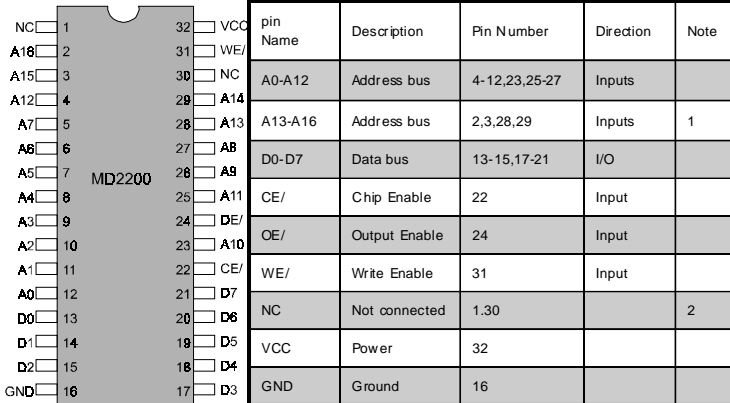 NC 1 32 VCC
A16 2 31 WE/
A15 3 30 NC
A12 4 29 A14
A7 5 28 A13
A6 6 27 A8
A5 7 26 A9
MD2200
A4 8 25 A11
A3 9 24 OE/
A2 10 23 A10
A1 11 22 CE/
A0 12 21 D7
D0 13 20 D6
D1 14 19 D5
D2 15 18 D4
GND 16 17 D3
pin Name Description Pin Number Direction Note
A0-A12 Address bus 4-12,23,25-27 Inputs
A13-A16 Address bus 2,3,28,29 Inputs 1
D0-D7 Data bus 13-15,17-21 I/O
CE/ Chip Enable 22 Input
OE/ Output Enable 24 Input
WE/ Write Enable 31 Input
NC Not connected 1.30 2
VCC Power 32
GND Ground 16